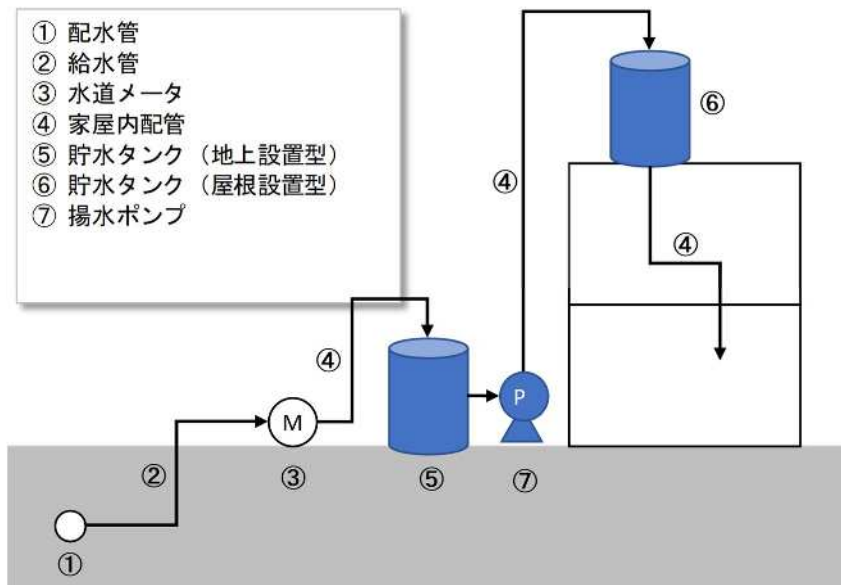 ① 配水管
② 給水管
③ 水道メータ
④ 家屋内配管
⑤ 貯水タンク（地上設置型）
⑥ 貯水タンク（屋根設置型）
⑦ 揚水ポンプ
⑥
④
④
④
P
M
②
③
⑤
⑦
①